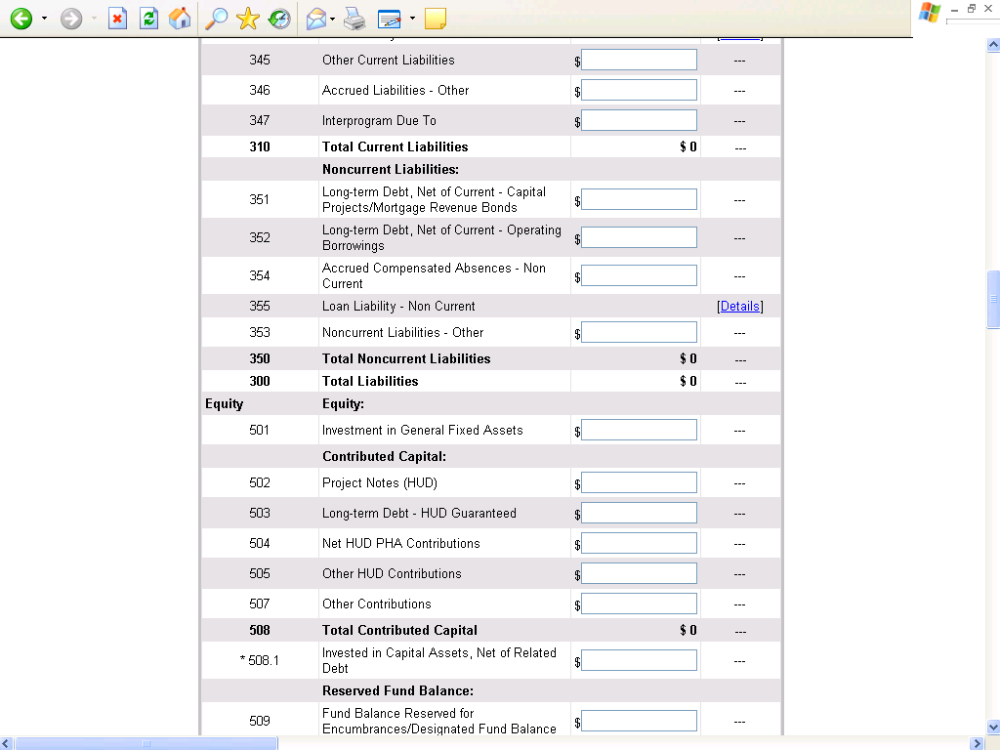 345 Other Current Liabilities $ ---
346 Accrued Liabilities - Other $ ---
347 Interprogram Due To $ ---
310 Total Current Liabilities $ 0 ---
Noncurrent Liabilities:
351 Long-term Debt, Net of Current - Capital
Projects/Mortgage Revenue Bonds $ ---
352 Long-term Debt, Net of Current - Operating
Borrowings $ ---
354 Accrued Compensated Absences - Non
Current $ ---
355 Loan Liability - Non Current [Details]
353 Noncurrent Liabilities - Other $ ---
350 Total Noncurrent Liabilities $ 0 ---
300 Total Liabilities $ 0 ---
Equity Equity:
501 Investment in General Fixed Assets $ ---
Contributed Capital:
502 Project Notes (HUD) $ ---
503 Long-term Debt - HUD Guaranteed $ ---
504 Net HUD PHA Contributions $ ---
505 Other HUD Contributions $ ---
507 Other Contributions $ ---
508 Total Contributed Capital $ 0 ---
* 508.1 Invested in Capital Assets, Net of Related
Debt $ ---
Reserved Fund Balance:
509 Fund Balance Reserved for
Encumbrances/Designated Fund Balance $ ---